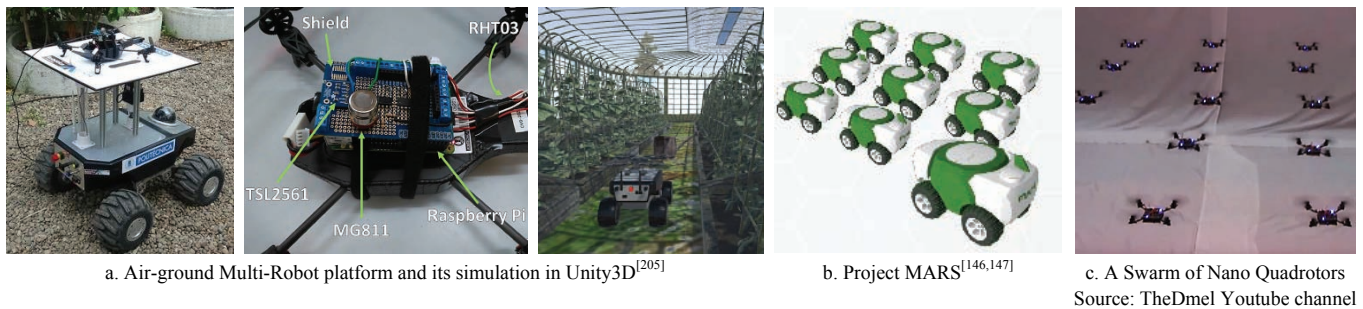 Shield
RHT03
POLITÉCNICA
TSL2561
Raspberry Pi
MG811
a. Air-ground Multi-Robot platform and its simulation in Unity3D[205]
b. Project MARS[146,147]
c. A Swarm of Nano Quadrotors
Source: TheDmel Youtube channel